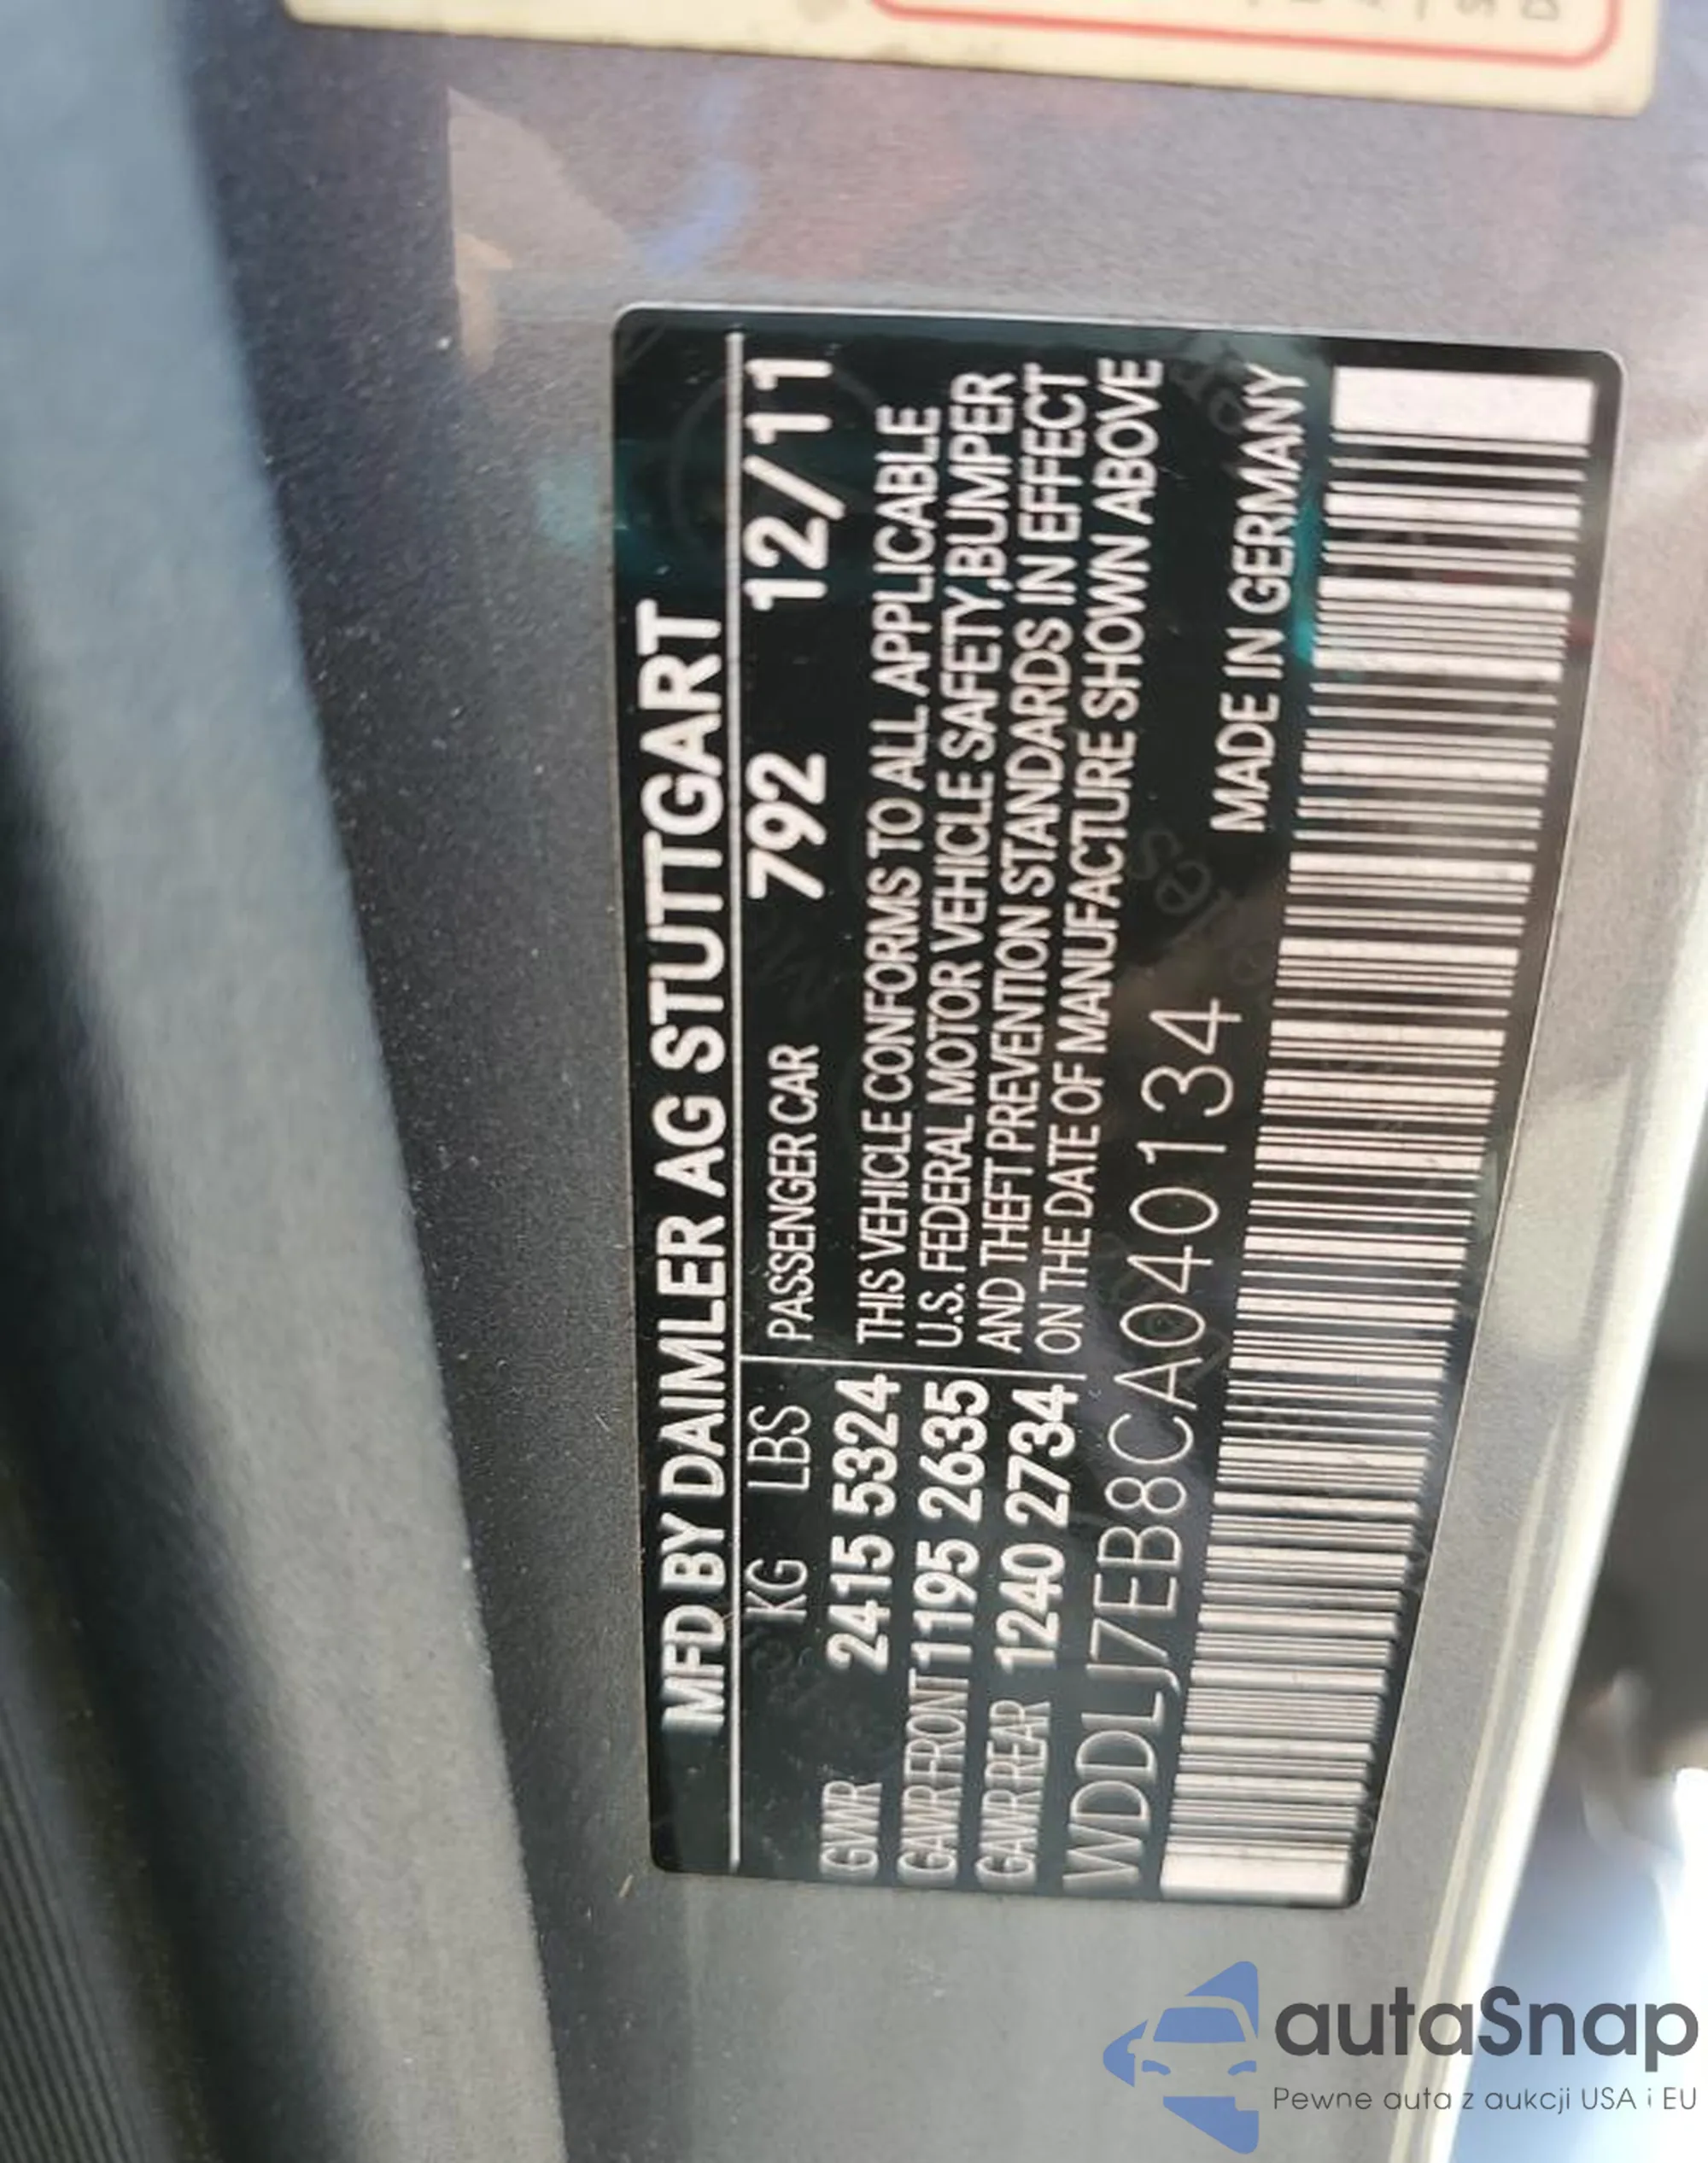 MFD BY DAIMLER AG STUTTGART
KG LBS PASSENGER CAR 792 12/11
GVWR 2415 5324 THIS VEHICLE CONFORMS TO ALL APPLICABLE
GAWR FRONT 1195 2635 U.S. FEDERAL MOTOR VEHICLE SAFETY,BUMPER
GAWR REAR 1240 2734 AND THEFT PREVENTION STANDARDS IN EFFECT
ON THE DATE OF MANUFACTURE SHOWN ABOVE
WDDLJ7EB8CA040134
MADE IN GERMANY
autaSnap
Pewne auta z aukcji USA i EU